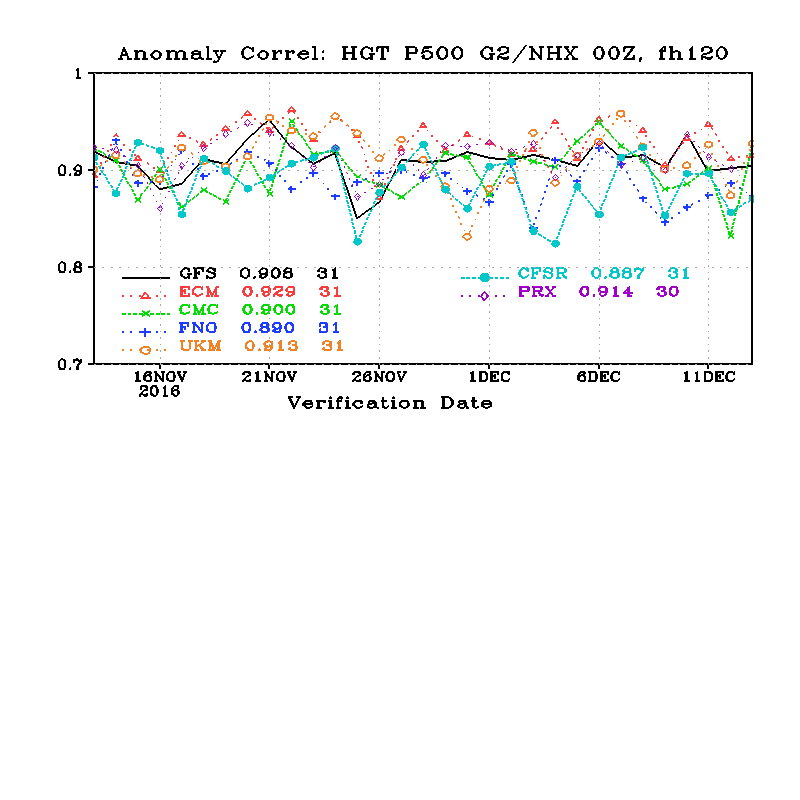 Anomaly Correl: HGT P500 G2/NHX 00Z, fh120
1
0.9
0.8
0.7
GFS 0.908 31
ECM 0.929 31
CMC 0.900 31
FNO 0.890 31
UKM 0.913 31
CFSR 0.887 31
PRX 0.914 30
16NOV 21NOV 26NOV 1DEC 6DEC 11DEC
2016
Verification Date